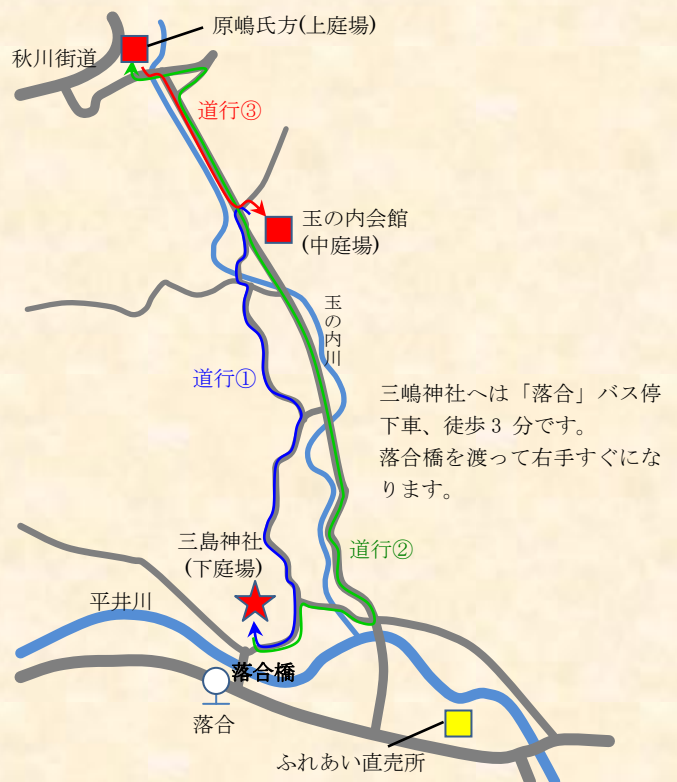 原嶋氏方(上庭場)
秋川街道
道行③
玉の内会館
(中庭場)
玉の内川
道行①
三嶋神社へは「落合」バス停
下車、徒歩 3 分です。
落合橋を渡って右手すぐにな
ります。
三島神社
(下庭場)
道行②
平井川
落合橋
落合
ふれあい直売所